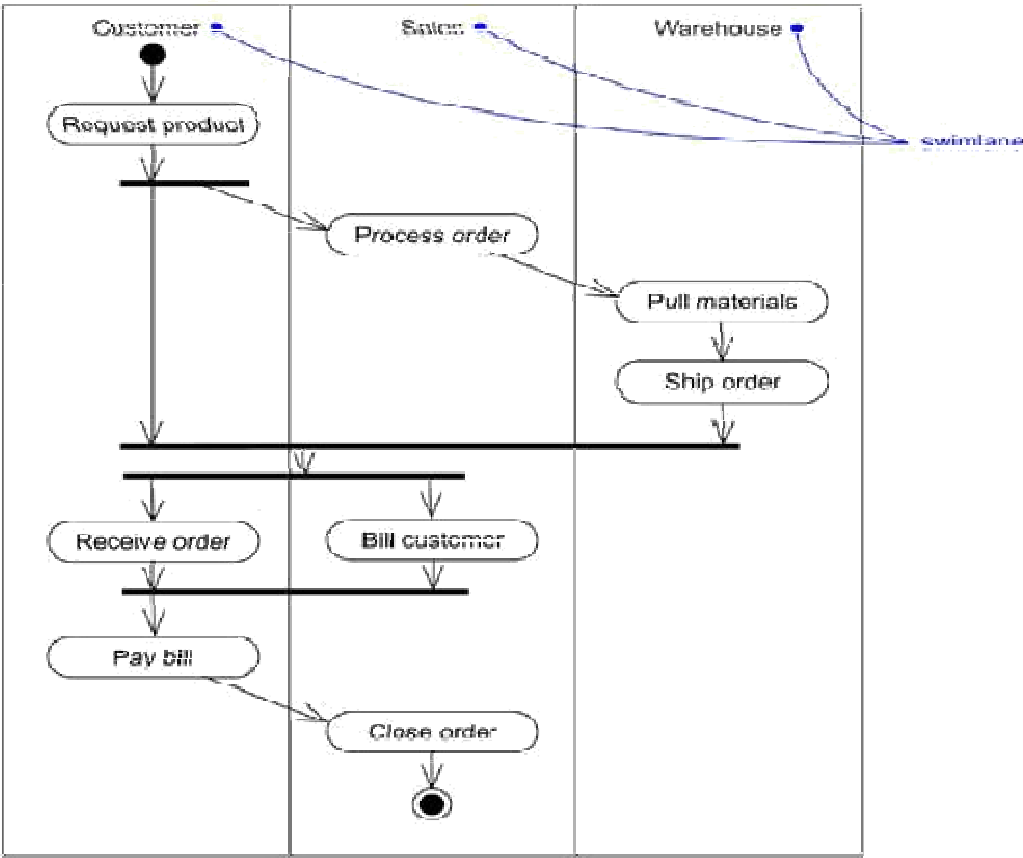 Customer
Sales
Warehouse
Request product
swimlane
Process order
Pull materials
Ship order
Receive order
Bill customer
Pay bill
Close order